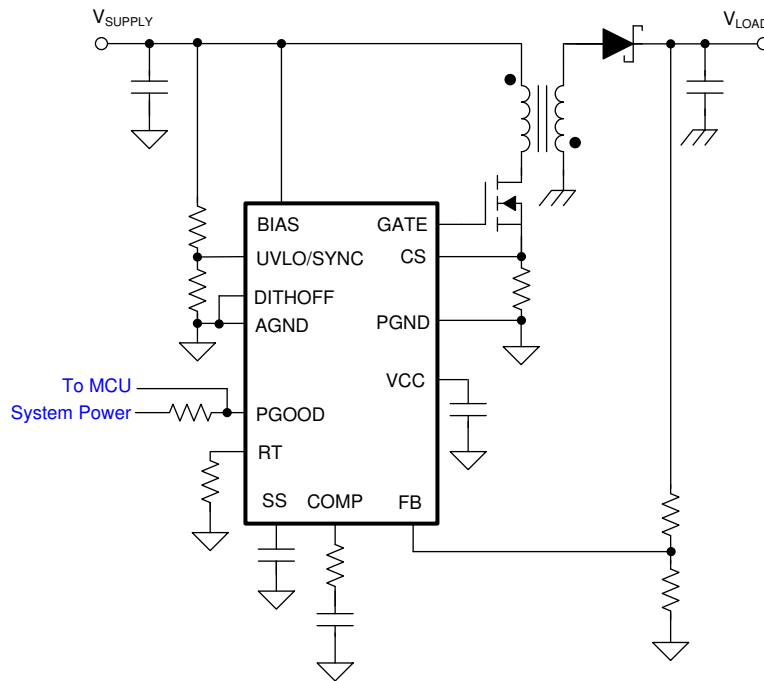 VSUPPLY
VLOAD
BIAS
GATE
UVLO/SYNC
CS
DITHOFF
AGND
PGND
VCC
To MCU
System Power
PGOOD
RT
SS
COMP
FB